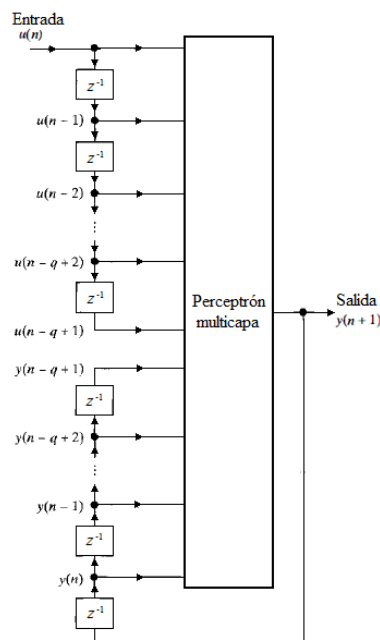 Entrada
u(n)
z⁻¹
u(n − 1)
z⁻¹
u(n − 2)
⋮
u(n − q + 2)
z⁻¹
u(n − q + 1)
Perceptrón
multicapa
Salida
y(n + 1)
y(n − q + 1)
z⁻¹
y(n − q + 2)
⋮
y(n − 1)
z⁻¹
y(n)
z⁻¹